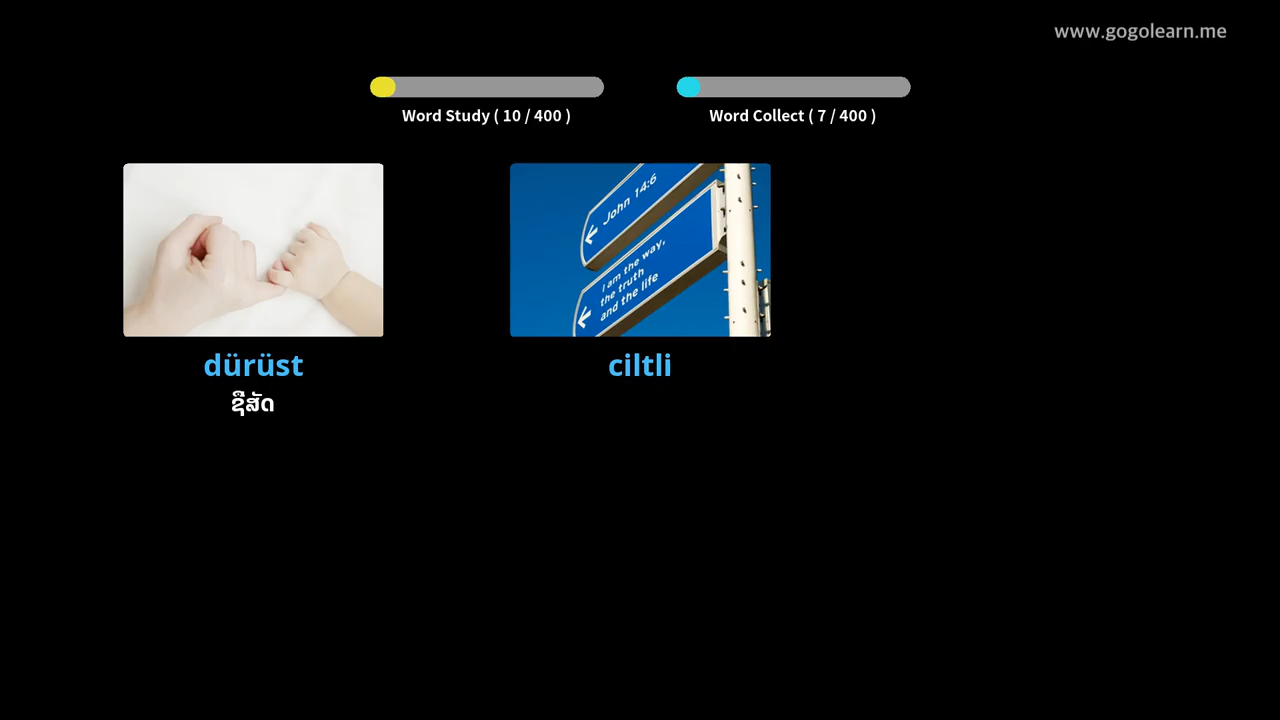 www.gogolearn.me
Word Study ( 10 / 400 )
Word Collect ( 7 / 400 )
John 14:6
I am the way,
the truth
and the life
dürüst
ciltli
ຊື່ສັດ